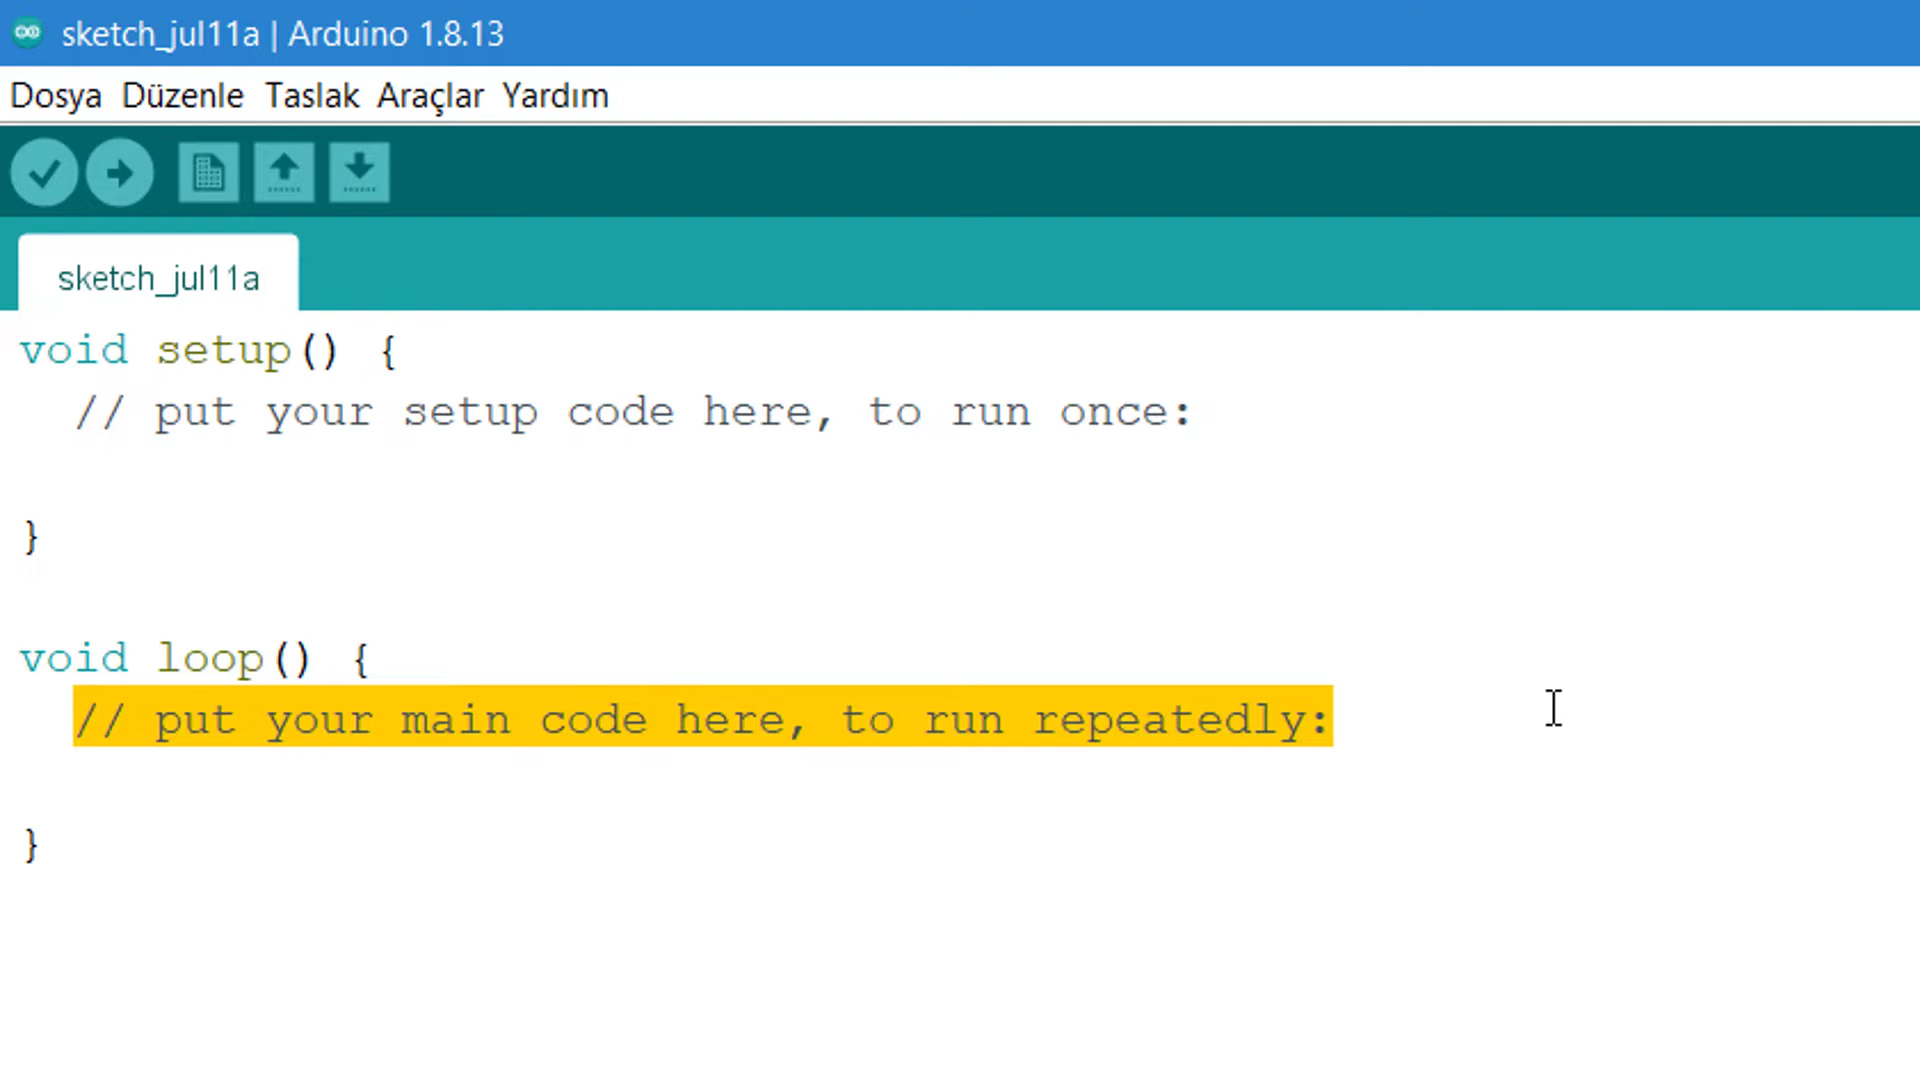 sketch_jul11a | Arduino 1.8.13
Dosya Düzenle Taslak Araçlar Yardım
sketch_jul11a
void setup() {
  // put your setup code here, to run once:
}
void loop() {
  // put your main code here, to run repeatedly:
}